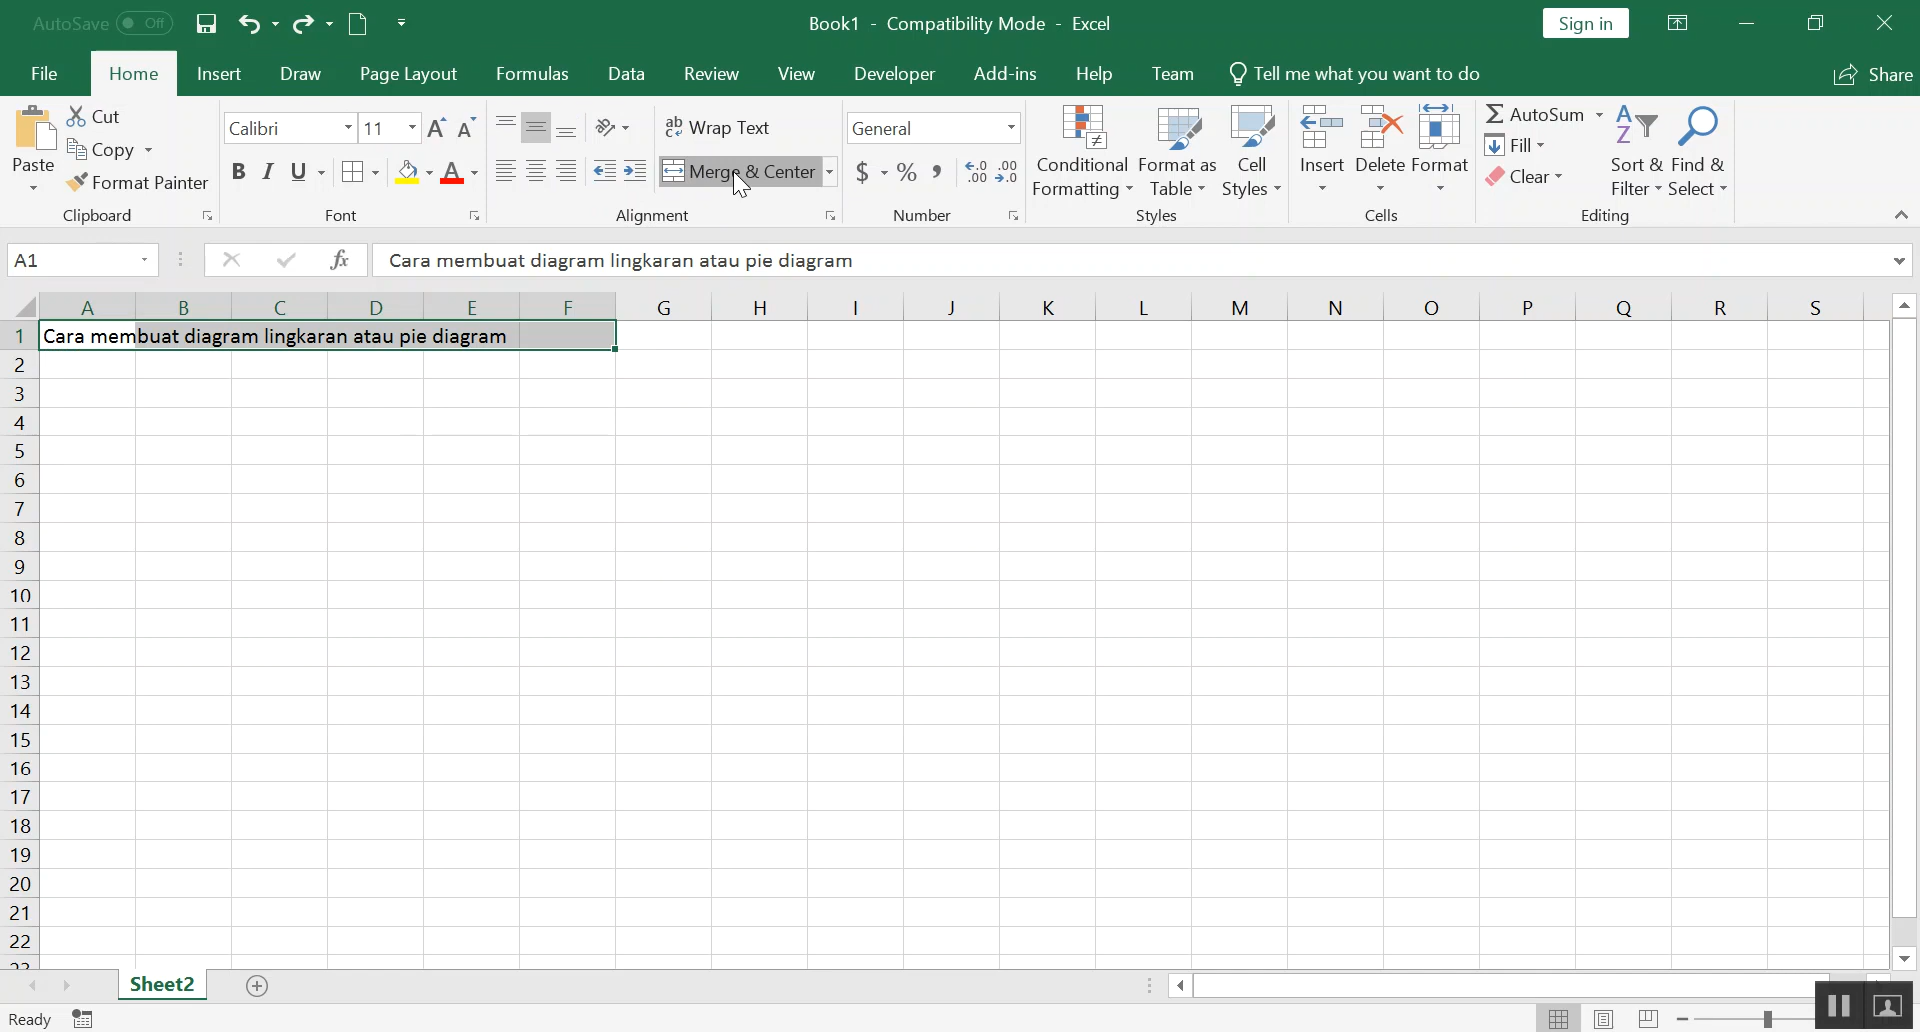 AutoSave Off
Book1 - Compatibility Mode - Excel
Sign in
File Home Insert Draw Page Layout Formulas Data Review View Developer Add-ins Help Team Tell me what you want to do Share
Paste
Cut
Copy
Format Painter
Clipboard
Calibri 11
B I U A
Font
ab Wrap Text
Merge & Center
Alignment
General
$ % , .00 .0
Number
Conditional Formatting
Format as Table
Cell Styles
Styles
Insert Delete Format
Cells
AutoSum
Fill
Clear
Sort & Filter
Find & Select
Editing
A1 fx Cara membuat diagram lingkaran atau pie diagram
A B C D E F G H I J K L M N O P Q R S
1 Cara membuat diagram lingkaran atau pie diagram
2
3
4
5
6
7
8
9
10
11
12
13
14
15
16
17
18
19
20
21
22
23
Sheet2
Ready